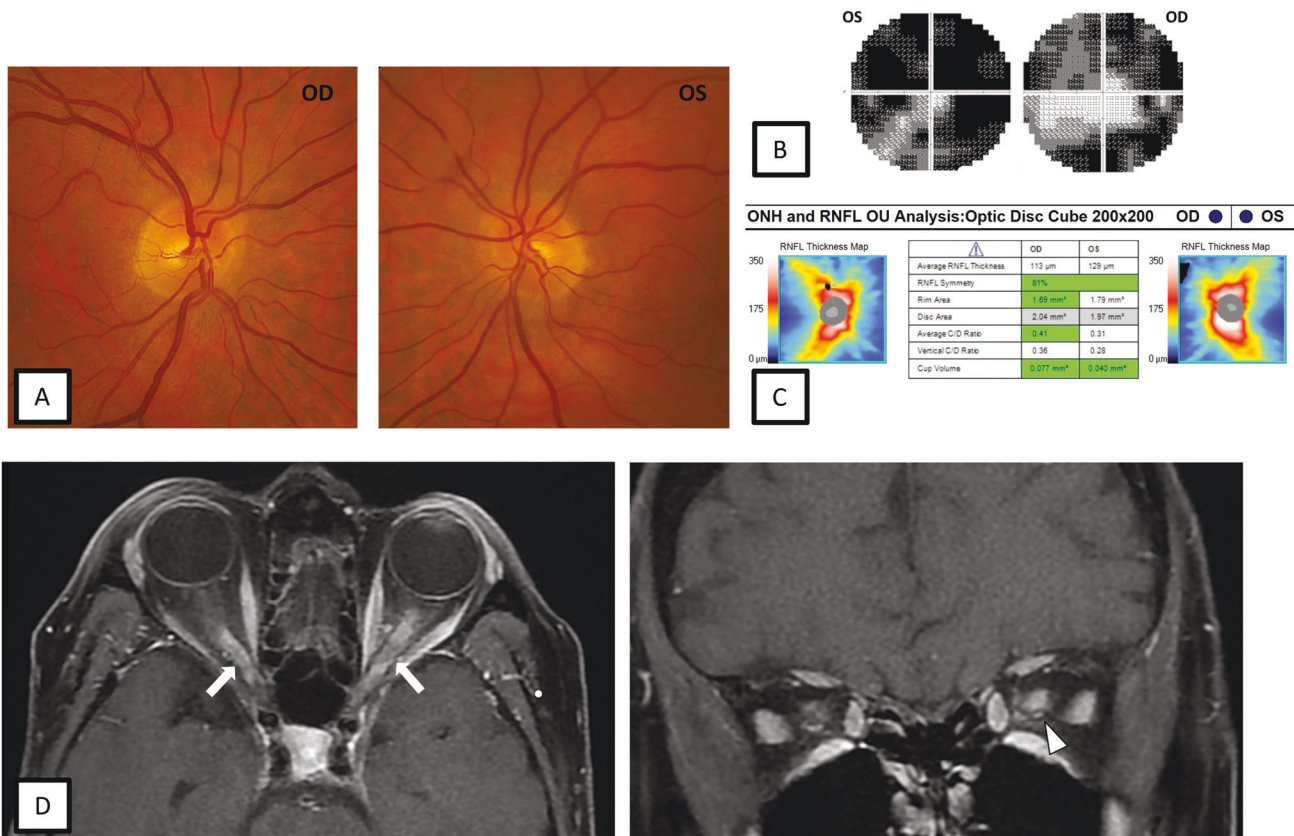 OD
OS
A
OS
OD
B
ONH and RNFL OU Analysis:Optic Disc Cube 200x200 OD OS
RNFL Thickness Map
350
175
0 µm
OD OS
Average RNFL Thickness 113 µm 129 µm
RNFL Symmetry 81%
Rim Area 1.69 mm² 1.79 mm²
Disc Area 2.04 mm² 1.97 mm²
Average C/D Ratio 0.41 0.31
Vertical C/D Ratio 0.36 0.28
Cup Volume 0.077 mm³ 0.040 mm³
RNFL Thickness Map
350
175
0 µm
C
D